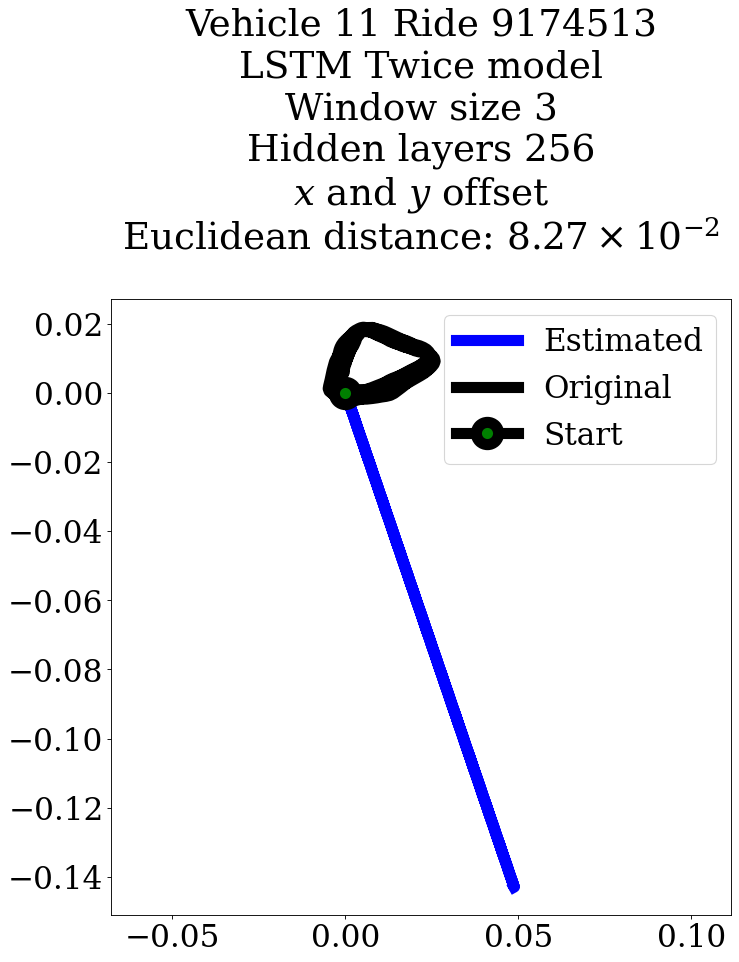 Vehicle 11 Ride 9174513
LSTM Twice model
Window size 3
Hidden layers 256
x and y offset
Euclidean distance: 8.27 × 10⁻²
Estimated
Original
Start
0.02
0.00
−0.02
−0.04
−0.06
−0.08
−0.10
−0.12
−0.14
−0.05
0.00
0.05
0.10